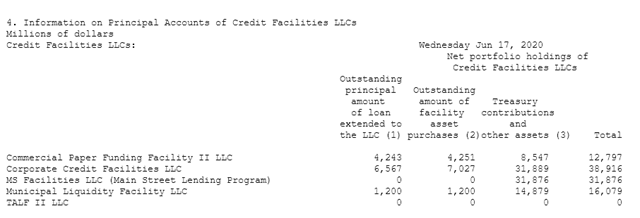 4. Information on Principal Accounts of Credit Facilities LLCs
Millions of dollars
Credit Facilities LLCs: Wednesday Jun 17, 2020
Net portfolio holdings of
Credit Facilities LLCs
Outstanding
principal Outstanding
amount amount of Treasury
of loan facility contributions
extended to asset and
the LLC (1) purchases (2) other assets (3) Total
Commercial Paper Funding Facility II LLC 4,243 4,251 8,547 12,797
Corporate Credit Facilities LLC 6,567 7,027 31,889 38,916
MS Facilities LLC (Main Street Lending Program) 0 0 31,876 31,876
Municipal Liquidity Facility LLC 1,200 1,200 14,879 16,079
TALF II LLC 0 0 0 0